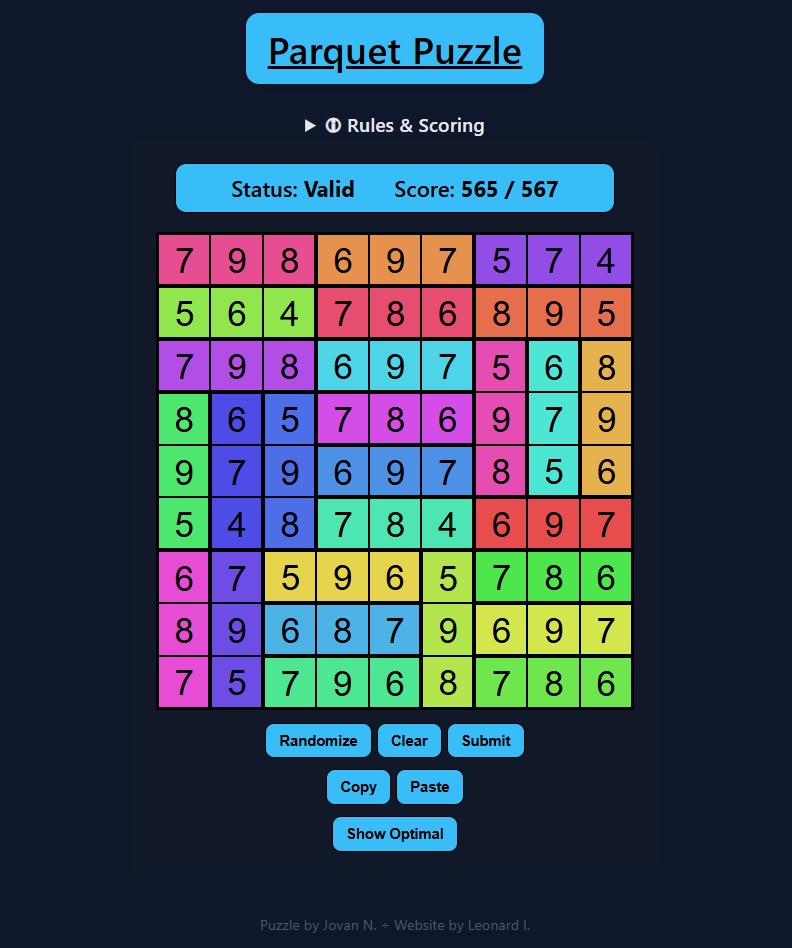 Parquet Puzzle
▶ ⓘ Rules & Scoring
Status: Valid Score: 565 / 567
7 9 8 6 9 7 5 7 4
5 6 4 7 8 6 8 9 5
7 9 8 6 9 7 5 6 8
8 6 5 7 8 6 9 7 9
9 7 9 6 9 7 8 5 6
5 4 8 7 8 4 6 9 7
6 7 5 9 6 5 7 8 6
8 9 6 8 7 9 6 9 7
7 5 7 9 6 8 7 8 6
Randomize Clear Submit
Copy Paste
Show Optimal
Puzzle by Jovan N. ÷ Website by Leonard I.